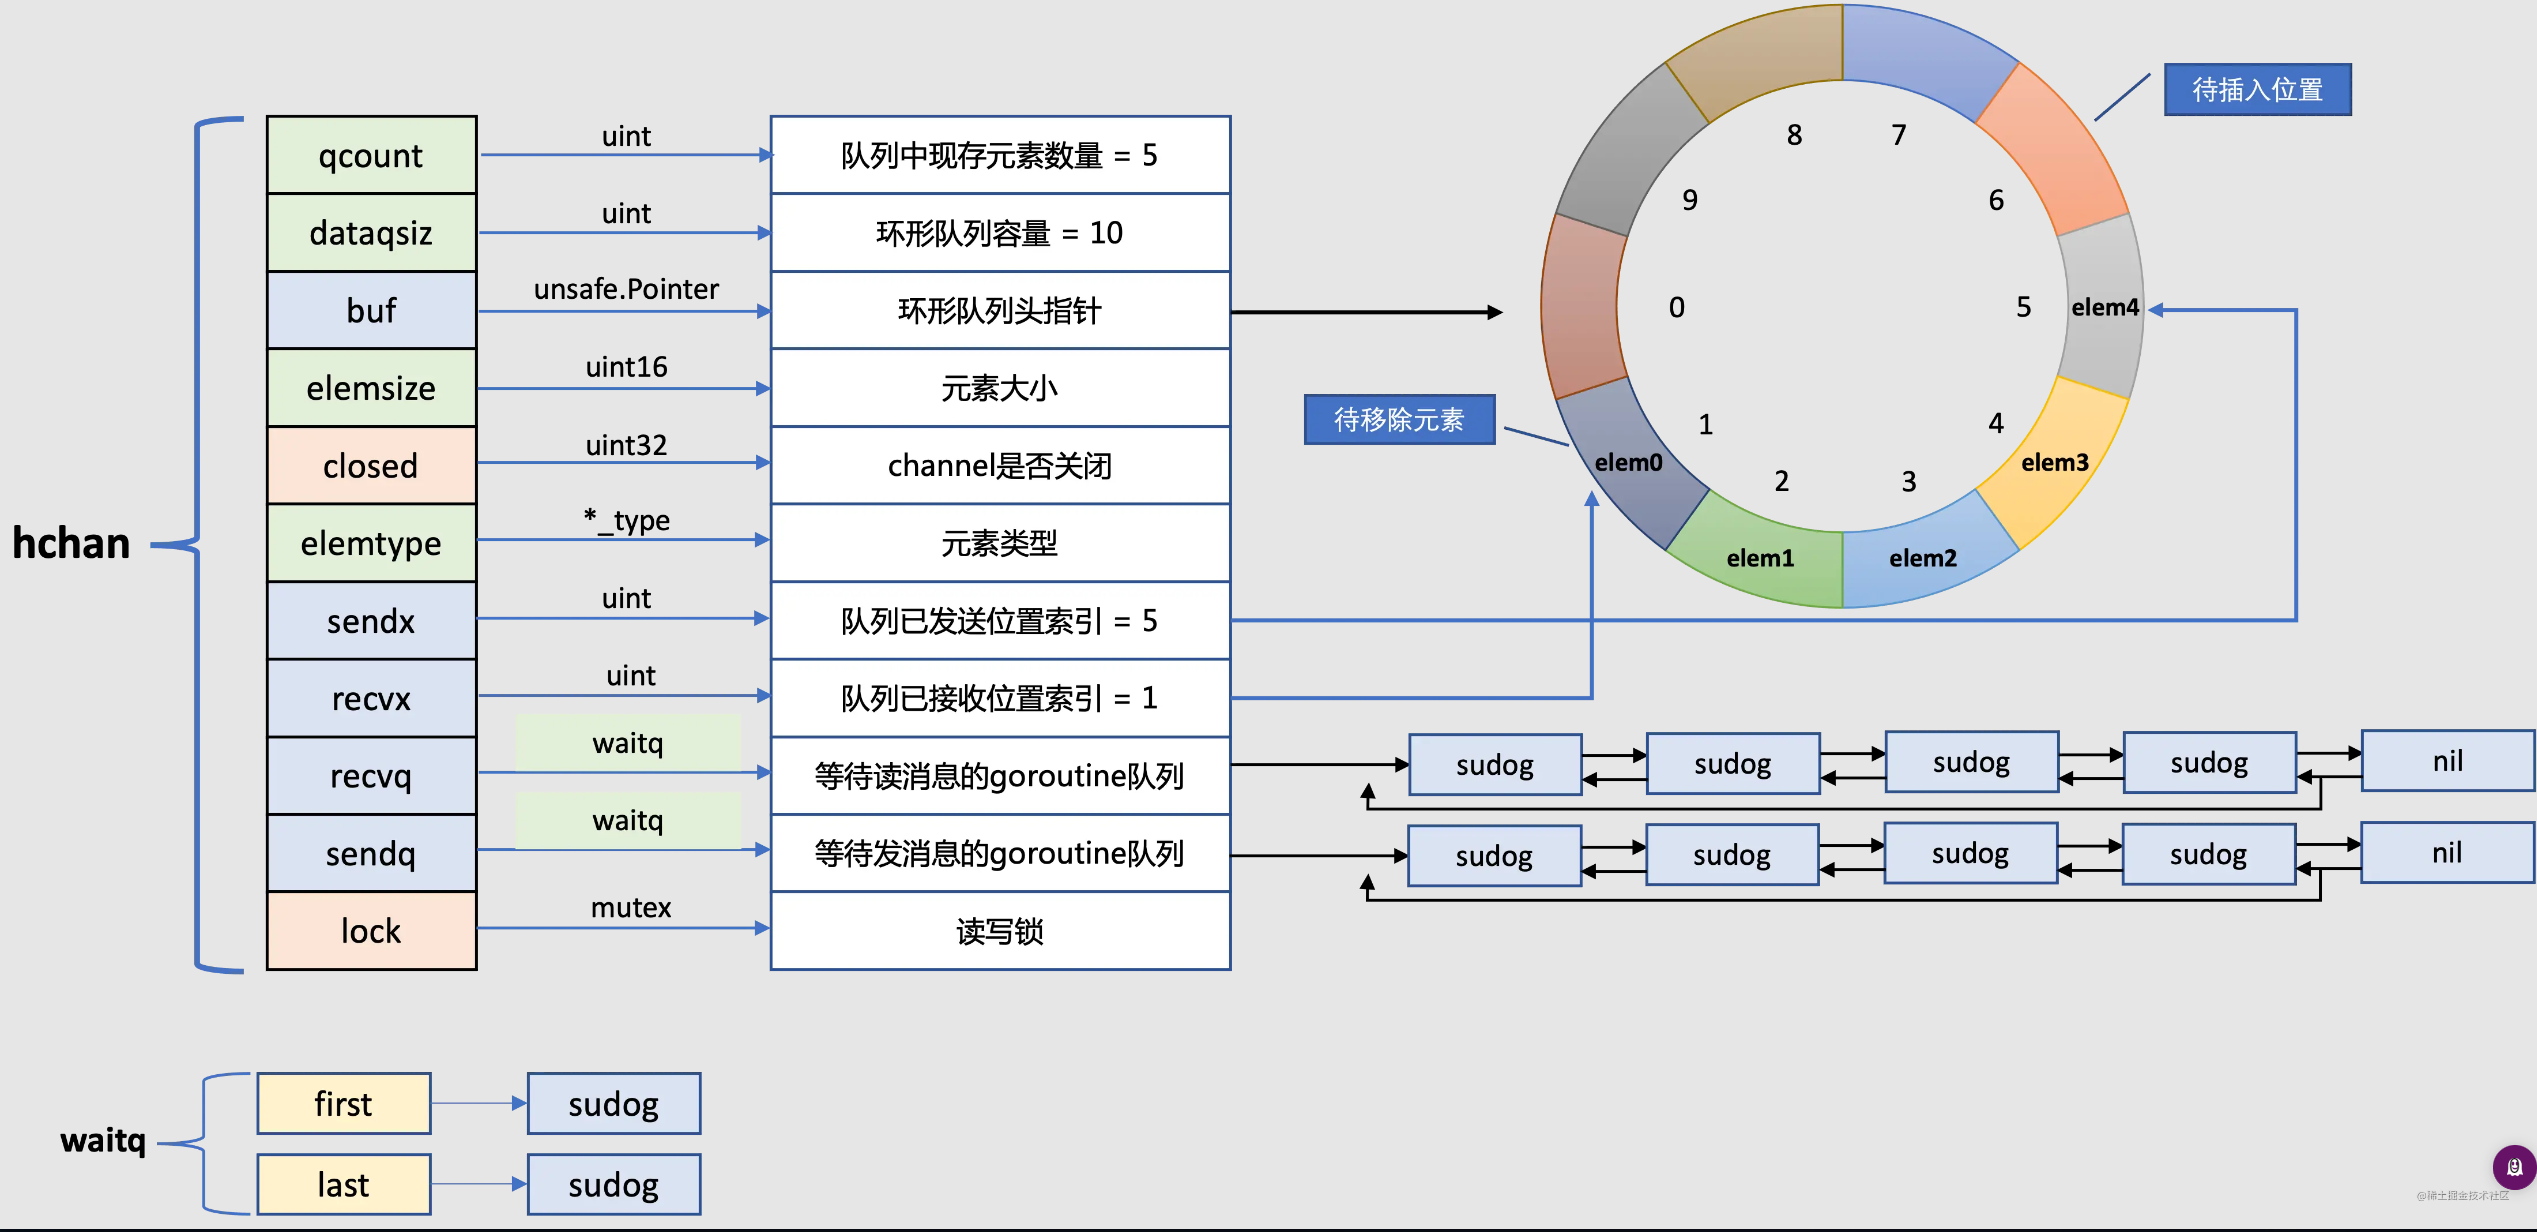 hchan
qcount
uint
队列中现存元素数量 = 5
dataqsiz
uint
环形队列容量 = 10
buf
unsafe.Pointer
环形队列头指针
elemsize
uint16
元素大小
closed
uint32
channel是否关闭
elemtype
*_type
元素类型
sendx
uint
队列已发送位置索引 = 5
recvx
uint
队列已接收位置索引 = 1
recvq
waitq
等待读消息的goroutine队列
sendq
waitq
等待发消息的goroutine队列
lock
mutex
读写锁
待插入位置
待移除元素
8
7
9
6
0
5
elem4
1
4
elem0
elem3
2
3
elem1
elem2
sudog
sudog
sudog
sudog
nil
sudog
sudog
sudog
sudog
nil
waitq
first
sudog
last
sudog
@稀土掘金技术社区